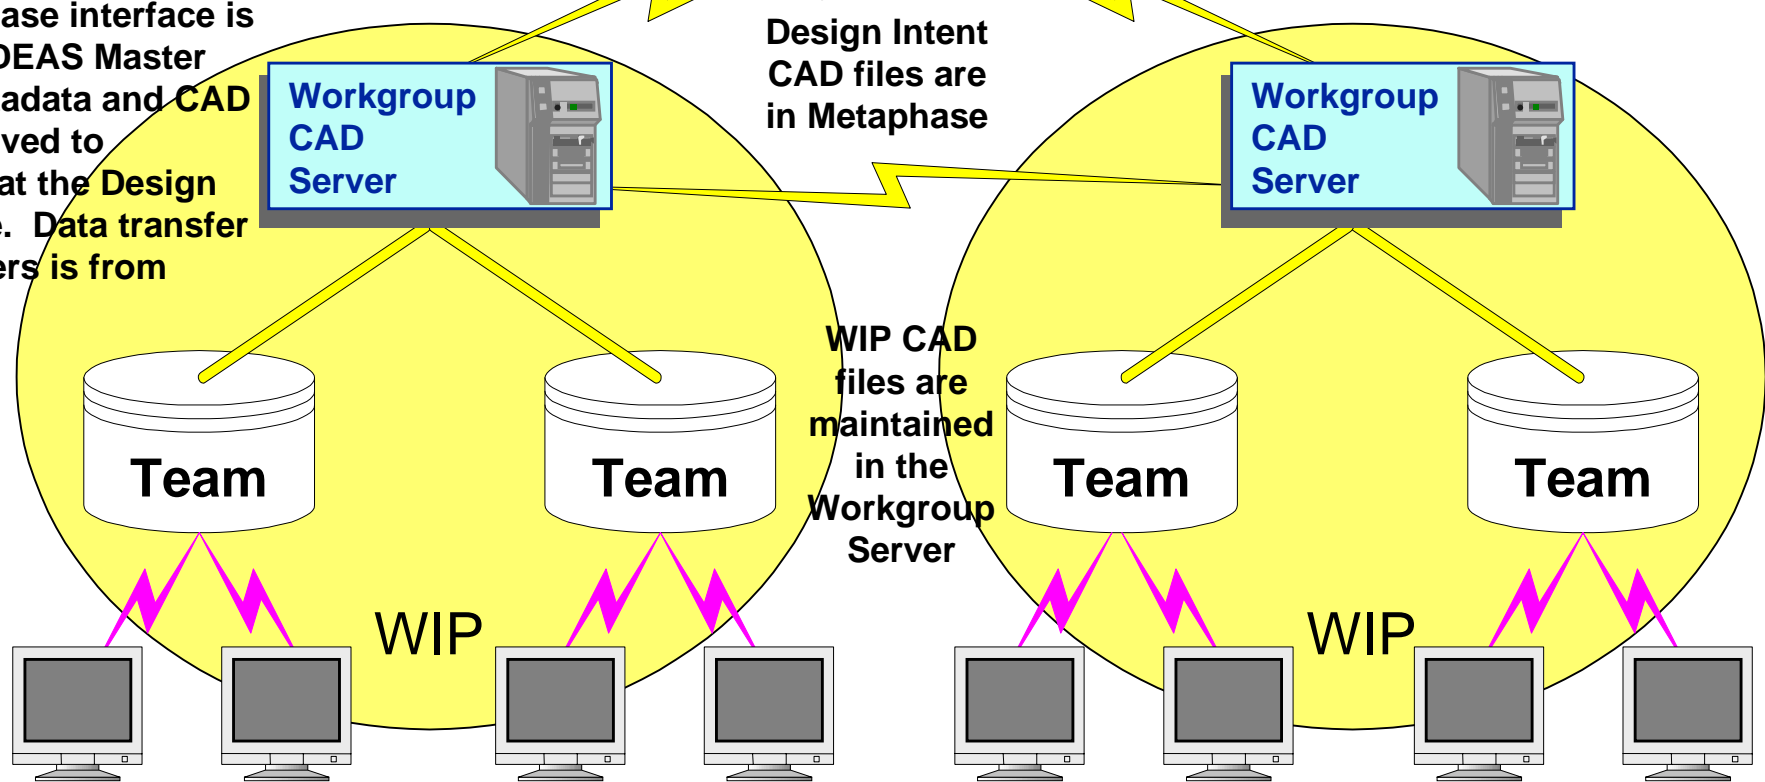 ase interface is
DEAS Master
adata and CAD
ved to
at the Design
e.  Data transfer
ers is from
Design Intent
CAD files are
in Metaphase
Workgroup
CAD
Server
Workgroup
CAD
Server
WIP CAD
files are
maintained
in the
Workgroup
Server
Team
Team
Team
Team
WIP
WIP